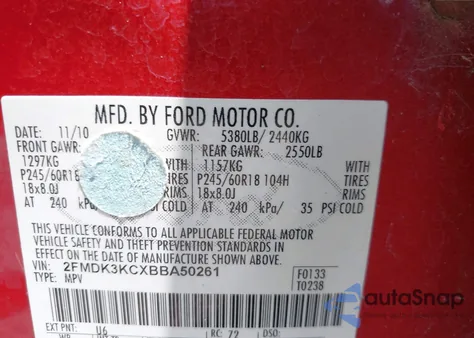 MFD. BY FORD MOTOR CO.
DATE: 11/10 GVWR: 5380LB/ 2440KG
FRONT GAWR: REAR GAWR: 2550LB
1297KG WITH 1157KG WITH
P245/60R18 TIRES P245/60R18 104H TIRES
18x8.0J RIMS 18x8.0J RIMS
AT 240 kPa/ AT 240 kPa/ 35 PSI COLD
THIS VEHICLE CONFORMS TO ALL APPLICABLE FEDERAL MOTOR
VEHICLE SAFETY AND THEFT PREVENTION STANDARDS IN
EFFECT ON THE DATE OF MANUFACTURE SHOWN ABOVE.
VIN: 2FMDK3KCXBBA50261 F0133
TYPE: MPV T0238
EXT PNT: U6 RC: 72 DSO:
autoSnap